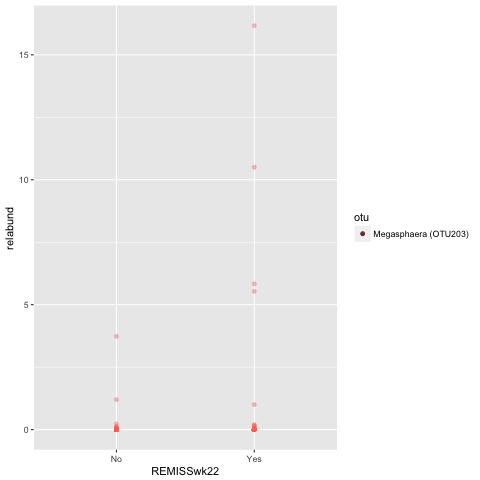 relabund
15
10
5
0
No
Yes
REMISSwk22
otu
Megasphaera (OTU203)